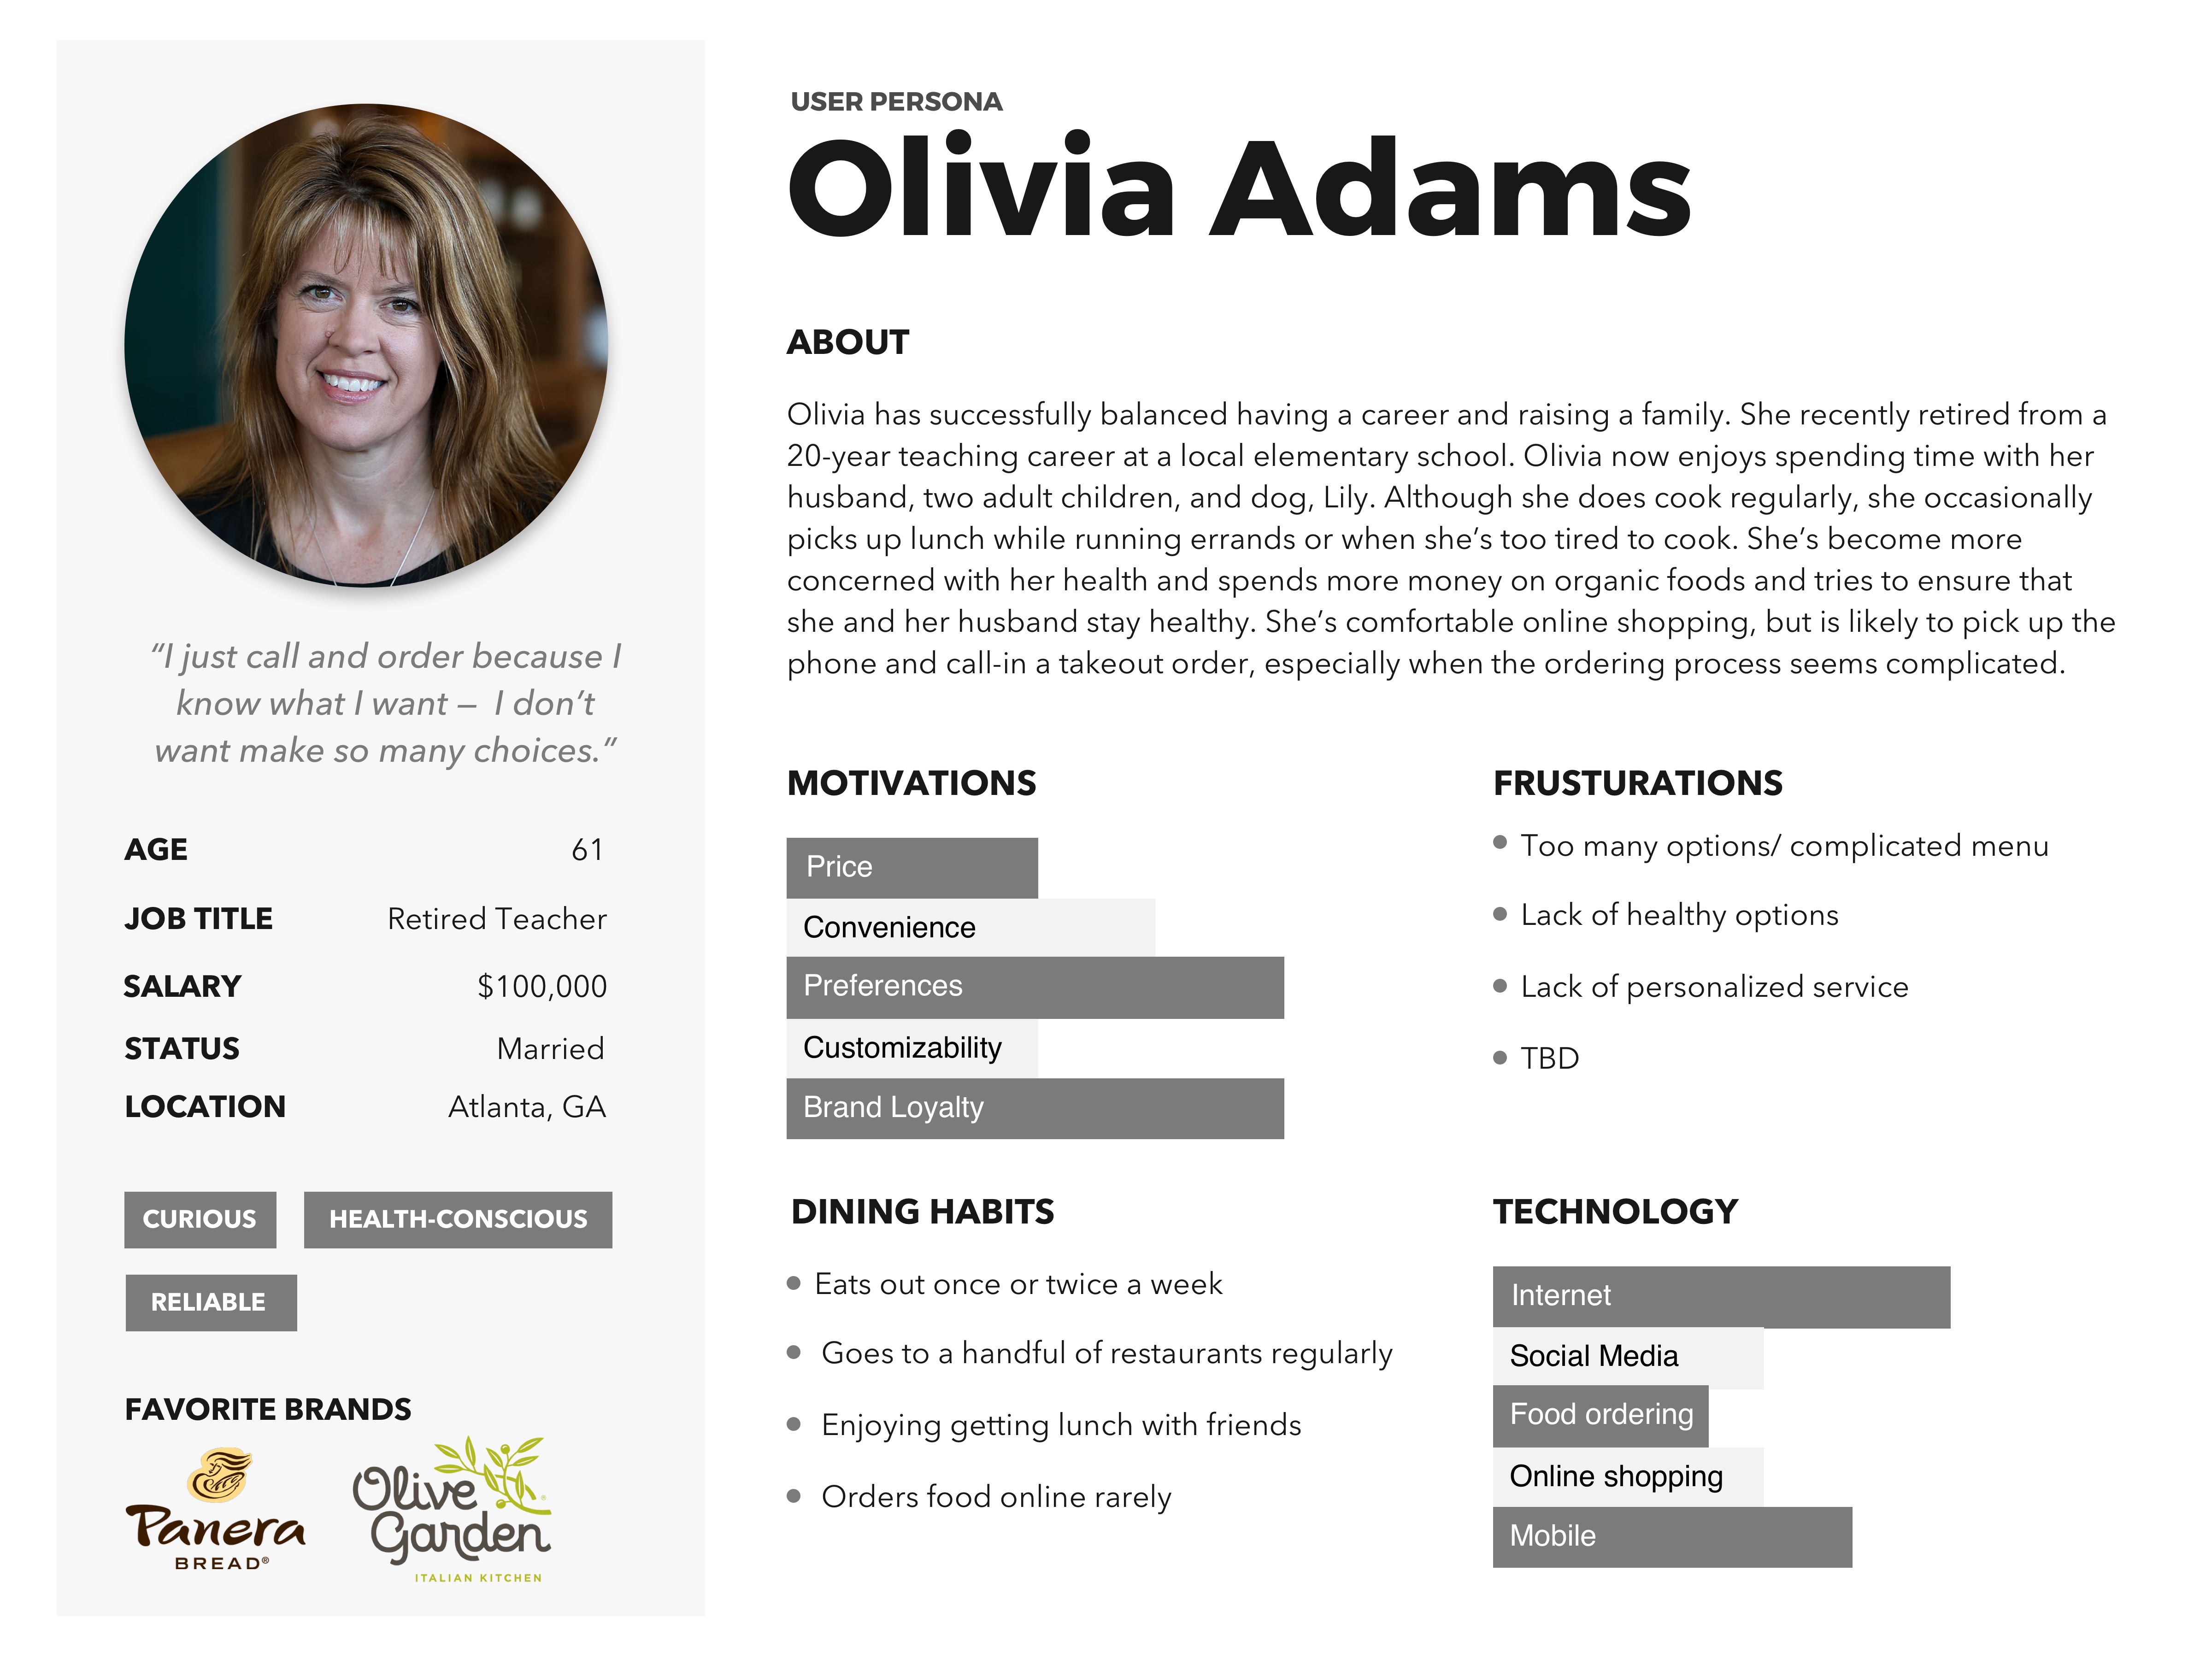 USER PERSONA
Olivia Adams
ABOUT
Olivia has successfully balanced having a career and raising a family. She recently retired from a
20-year teaching career at a local elementary school. Olivia now enjoys spending time with her
husband, two adult children, and dog, Lily. Although she does cook regularly, she occasionally
picks up lunch while running errands or when she’s too tired to cook. She’s become more
concerned with her health and spends more money on organic foods and tries to ensure that
she and her husband stay healthy. She’s comfortable online shopping, but is likely to pick up the
phone and call-in a takeout order, especially when the ordering process seems complicated.
“I just call and order because I
know what I want – I don’t
want make so many choices.”
AGE 61
JOB TITLE Retired Teacher
SALARY $100,000
STATUS Married
LOCATION Atlanta, GA
CURIOUS HEALTH-CONSCIOUS
RELIABLE
FAVORITE BRANDS
Panera
BREAD®
Olive
Garden
ITALIAN KITCHEN
MOTIVATIONS
Price
Convenience
Preferences
Customizability
Brand Loyalty
FRUSTURATIONS
Too many options/ complicated menu
Lack of healthy options
Lack of personalized service
TBD
DINING HABITS
Eats out once or twice a week
Goes to a handful of restaurants regularly
Enjoying getting lunch with friends
Orders food online rarely
TECHNOLOGY
Internet
Social Media
Food ordering
Online shopping
Mobile